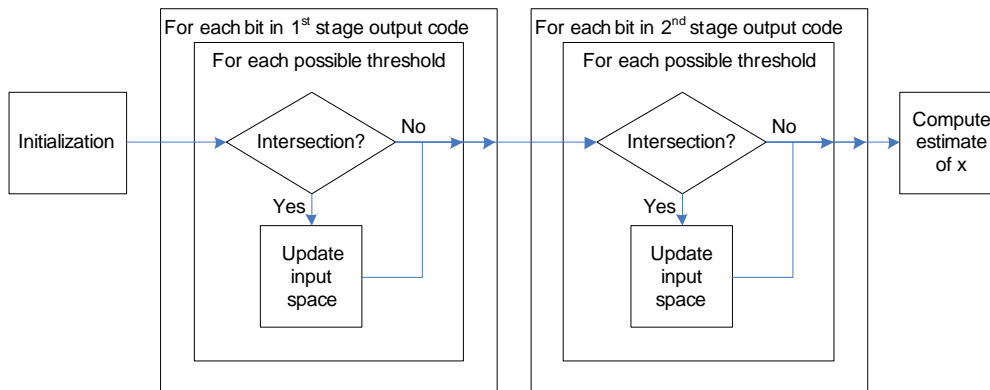 For each bit in 1st stage output code
For each possible threshold
Initialization
Intersection?
No
Yes
Update
input
space
For each bit in 2nd stage output code
For each possible threshold
Intersection?
No
Yes
Update
input
space
Compute
estimate
of x